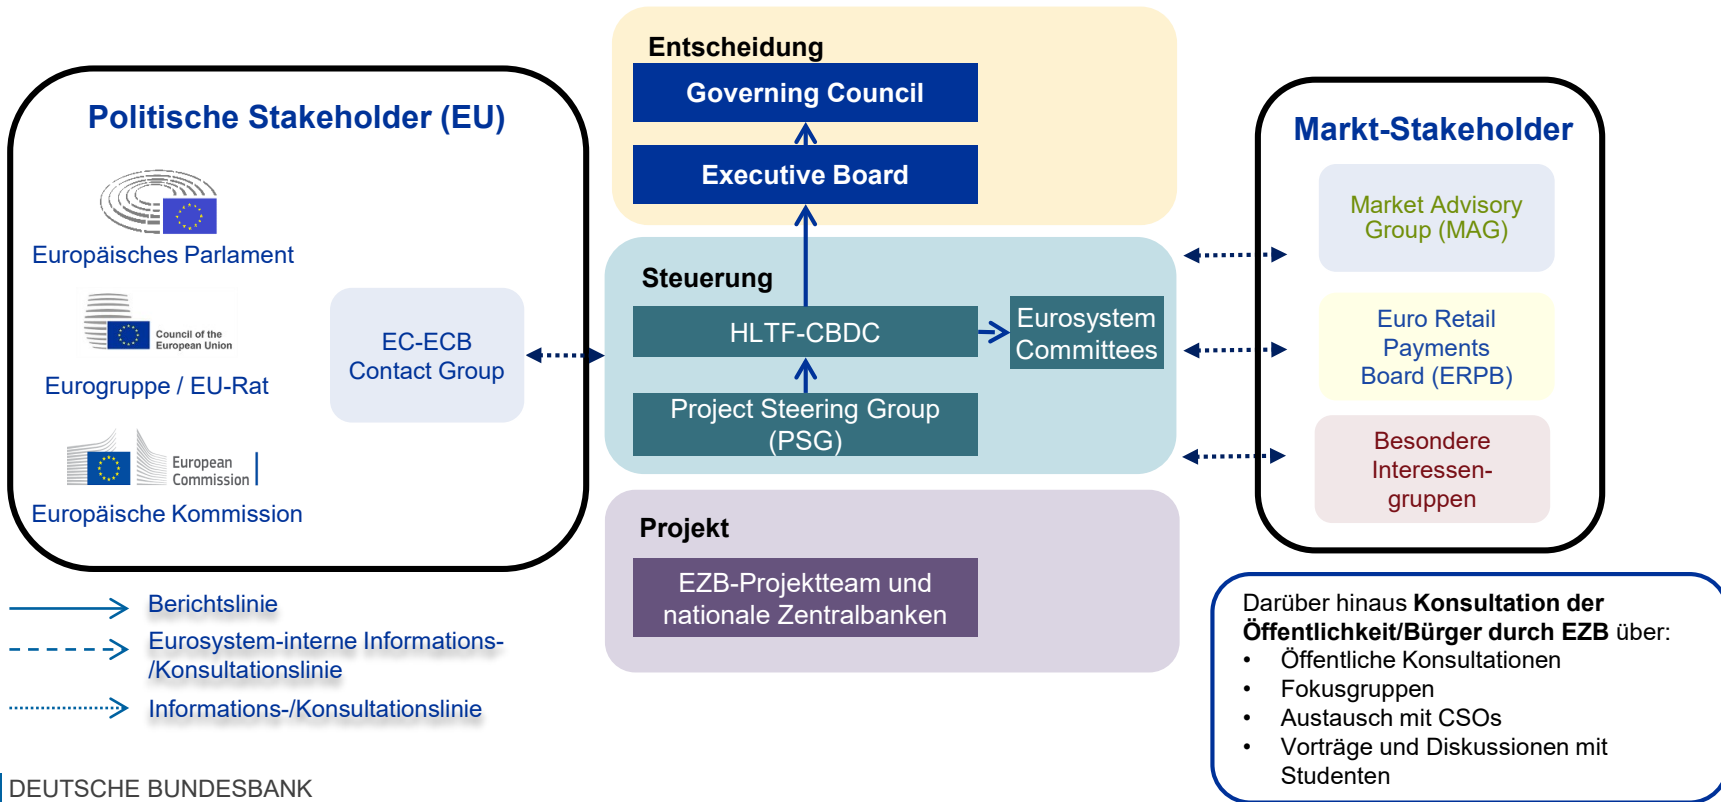 Politische Stakeholder (EU)
Europäisches Parlament
Council of the
European Union
Eurogruppe / EU-Rat
European
Commission
Europäische Kommission
EC-ECB
Contact Group
Entscheidung
Governing Council
Executive Board
Steuerung
HLTF-CBDC
Eurosystem
Committees
Project Steering Group
(PSG)
Projekt
EZB-Projektteam und
nationale Zentralbanken
Markt-Stakeholder
Market Advisory
Group (MAG)
Euro Retail
Payments
Board (ERPB)
Besondere
Interessen-
gruppen
Berichtslinie
Eurosystem-interne Informations-
/Konsultationslinie
Informations-/Konsultationslinie
Darüber hinaus Konsultation der
Öffentlichkeit/Bürger durch EZB über:
• Öffentliche Konsultationen
• Fokusgruppen
• Austausch mit CSOs
• Vorträge und Diskussionen mit
Studenten
DEUTSCHE BUNDESBANK